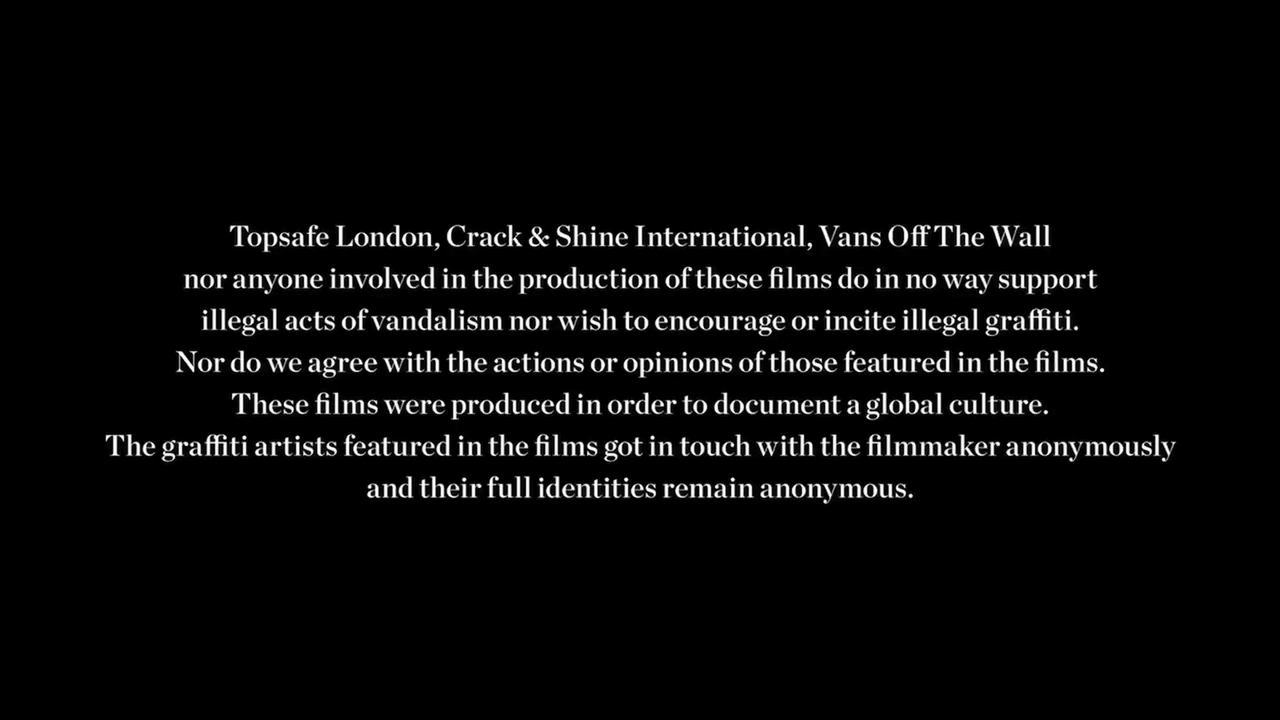 Topsafe London, Crack & Shine International, Vans Off The Wall
nor anyone involved in the production of these films do in no way support
illegal acts of vandalism nor wish to encourage or incite illegal graffiti.
Nor do we agree with the actions or opinions of those featured in the films.
These films were produced in order to document a global culture.
The graffiti artists featured in the films got in touch with the filmmaker anonymously
and their full identities remain anonymous.